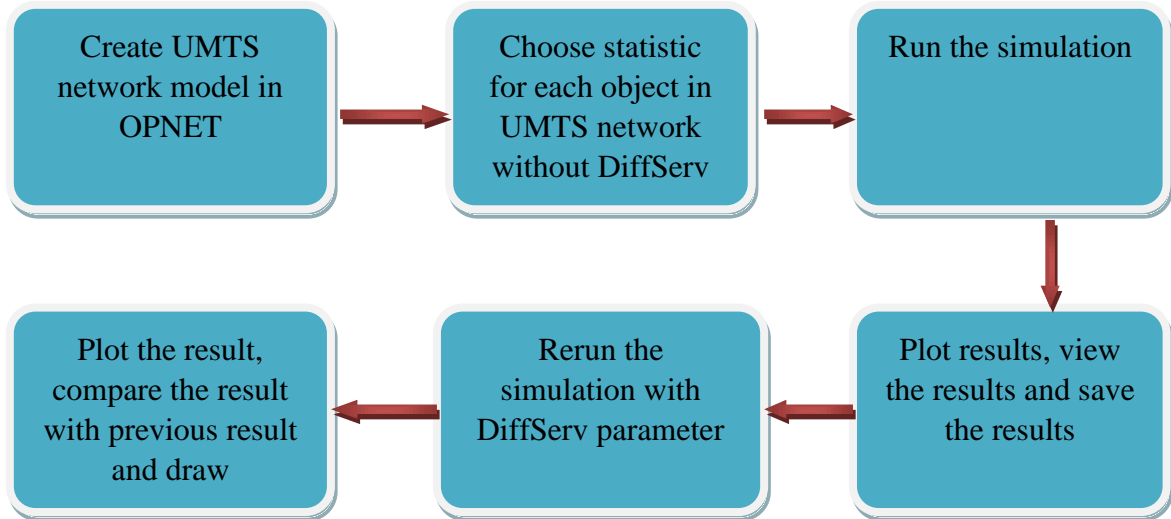 Create UMTS
network model in
OPNET
Choose statistic
for each object in
UMTS network
without DiffServ
Run the simulation
Plot results, view
the results and save
the results
Rerun the
simulation with
DiffServ parameter
Plot the result,
compare the result
with previous result
and draw